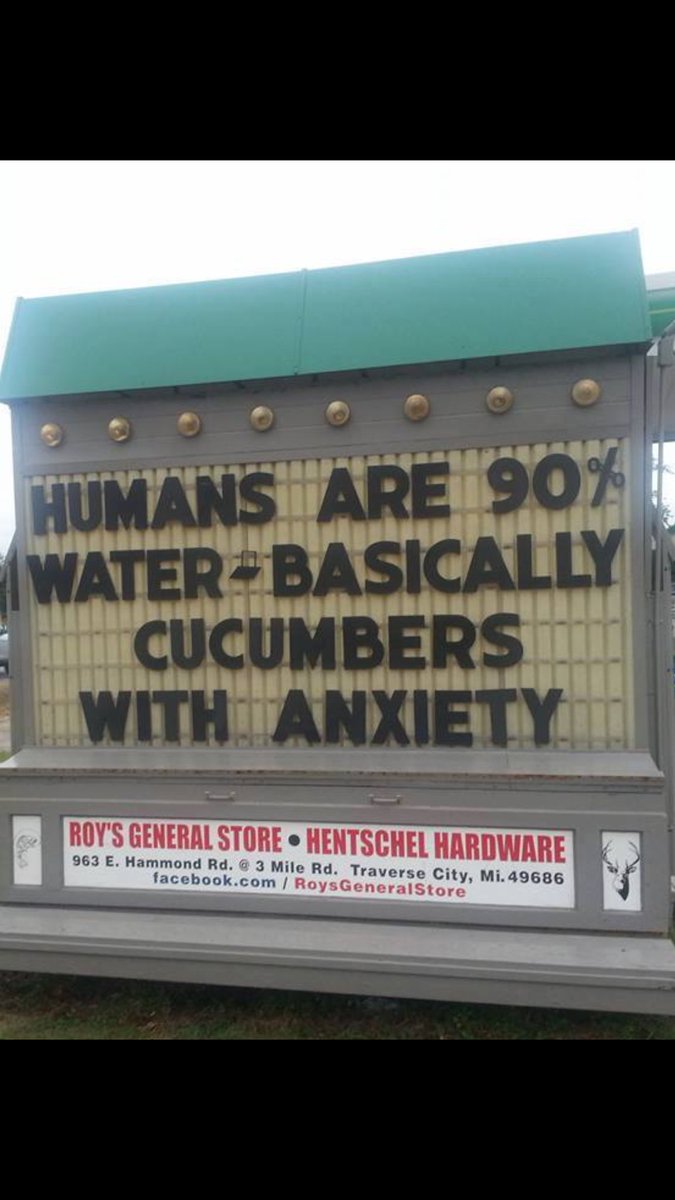 HUMANS ARE 90%
WATER-BASICALLY
CUCUMBERS
WITH ANXIETY
ROY'S GENERAL STORE • HENTSCHEL HARDWARE
963 E. Hammond Rd. @ 3 Mile Rd. Traverse City, Mi. 49686
facebook.com / RoysGeneralStore